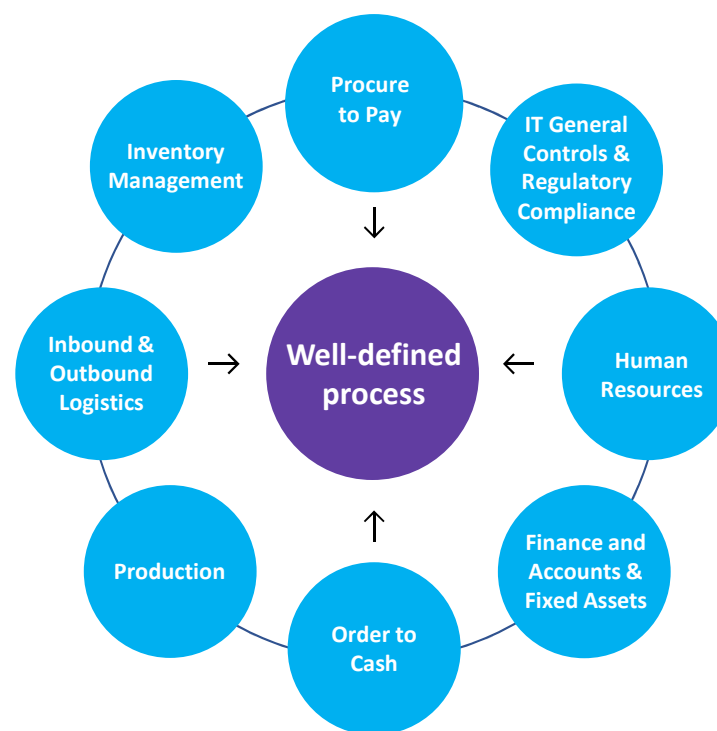 Procure
to Pay
IT General
Controls &
Regulatory
Compliance
Human
Resources
Finance and
Accounts &
Fixed Assets
Order to
Cash
Production
Inbound &
Outbound
Logistics
Inventory
Management
Well-defined
process